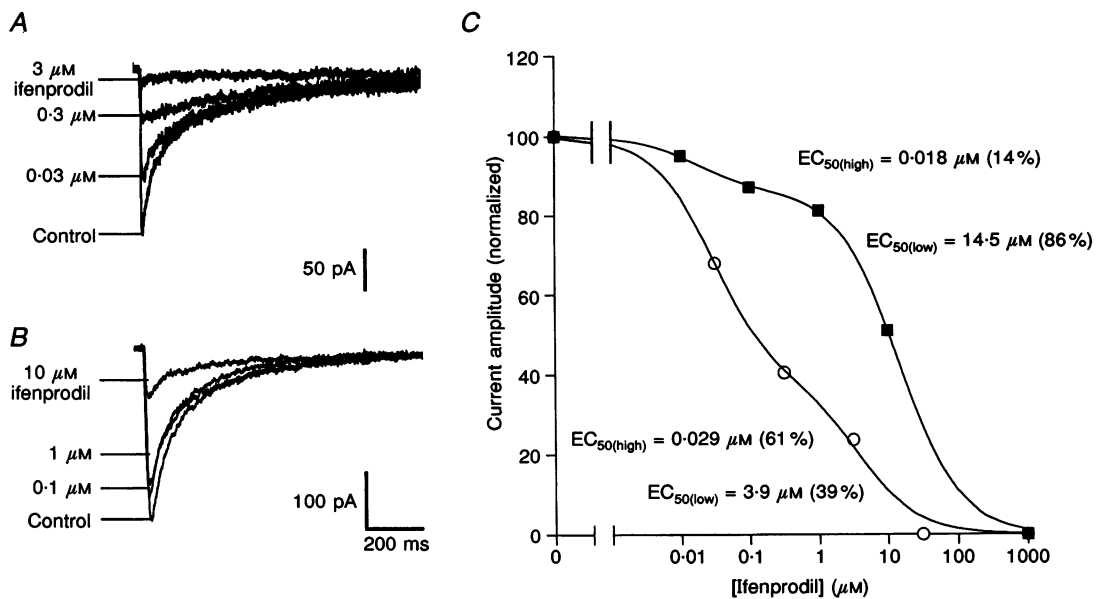 A
3 μM
ifenprodil
0·3 μM
0·03 μM
Control
50 pA
B
10 μM
ifenprodil
1 μM
0·1 μM
Control
100 pA
200 ms
C
120
100
80
60
40
20
0
Current amplitude (normalized)
EC50(high) = 0·018 μM (14%)
EC50(low) = 14·5 μM (86%)
EC50(high) = 0·029 μM (61%)
EC50(low) = 3·9 μM (39%)
0 0·01 0·1 1 10 100 1000
[Ifenprodil] (μM)